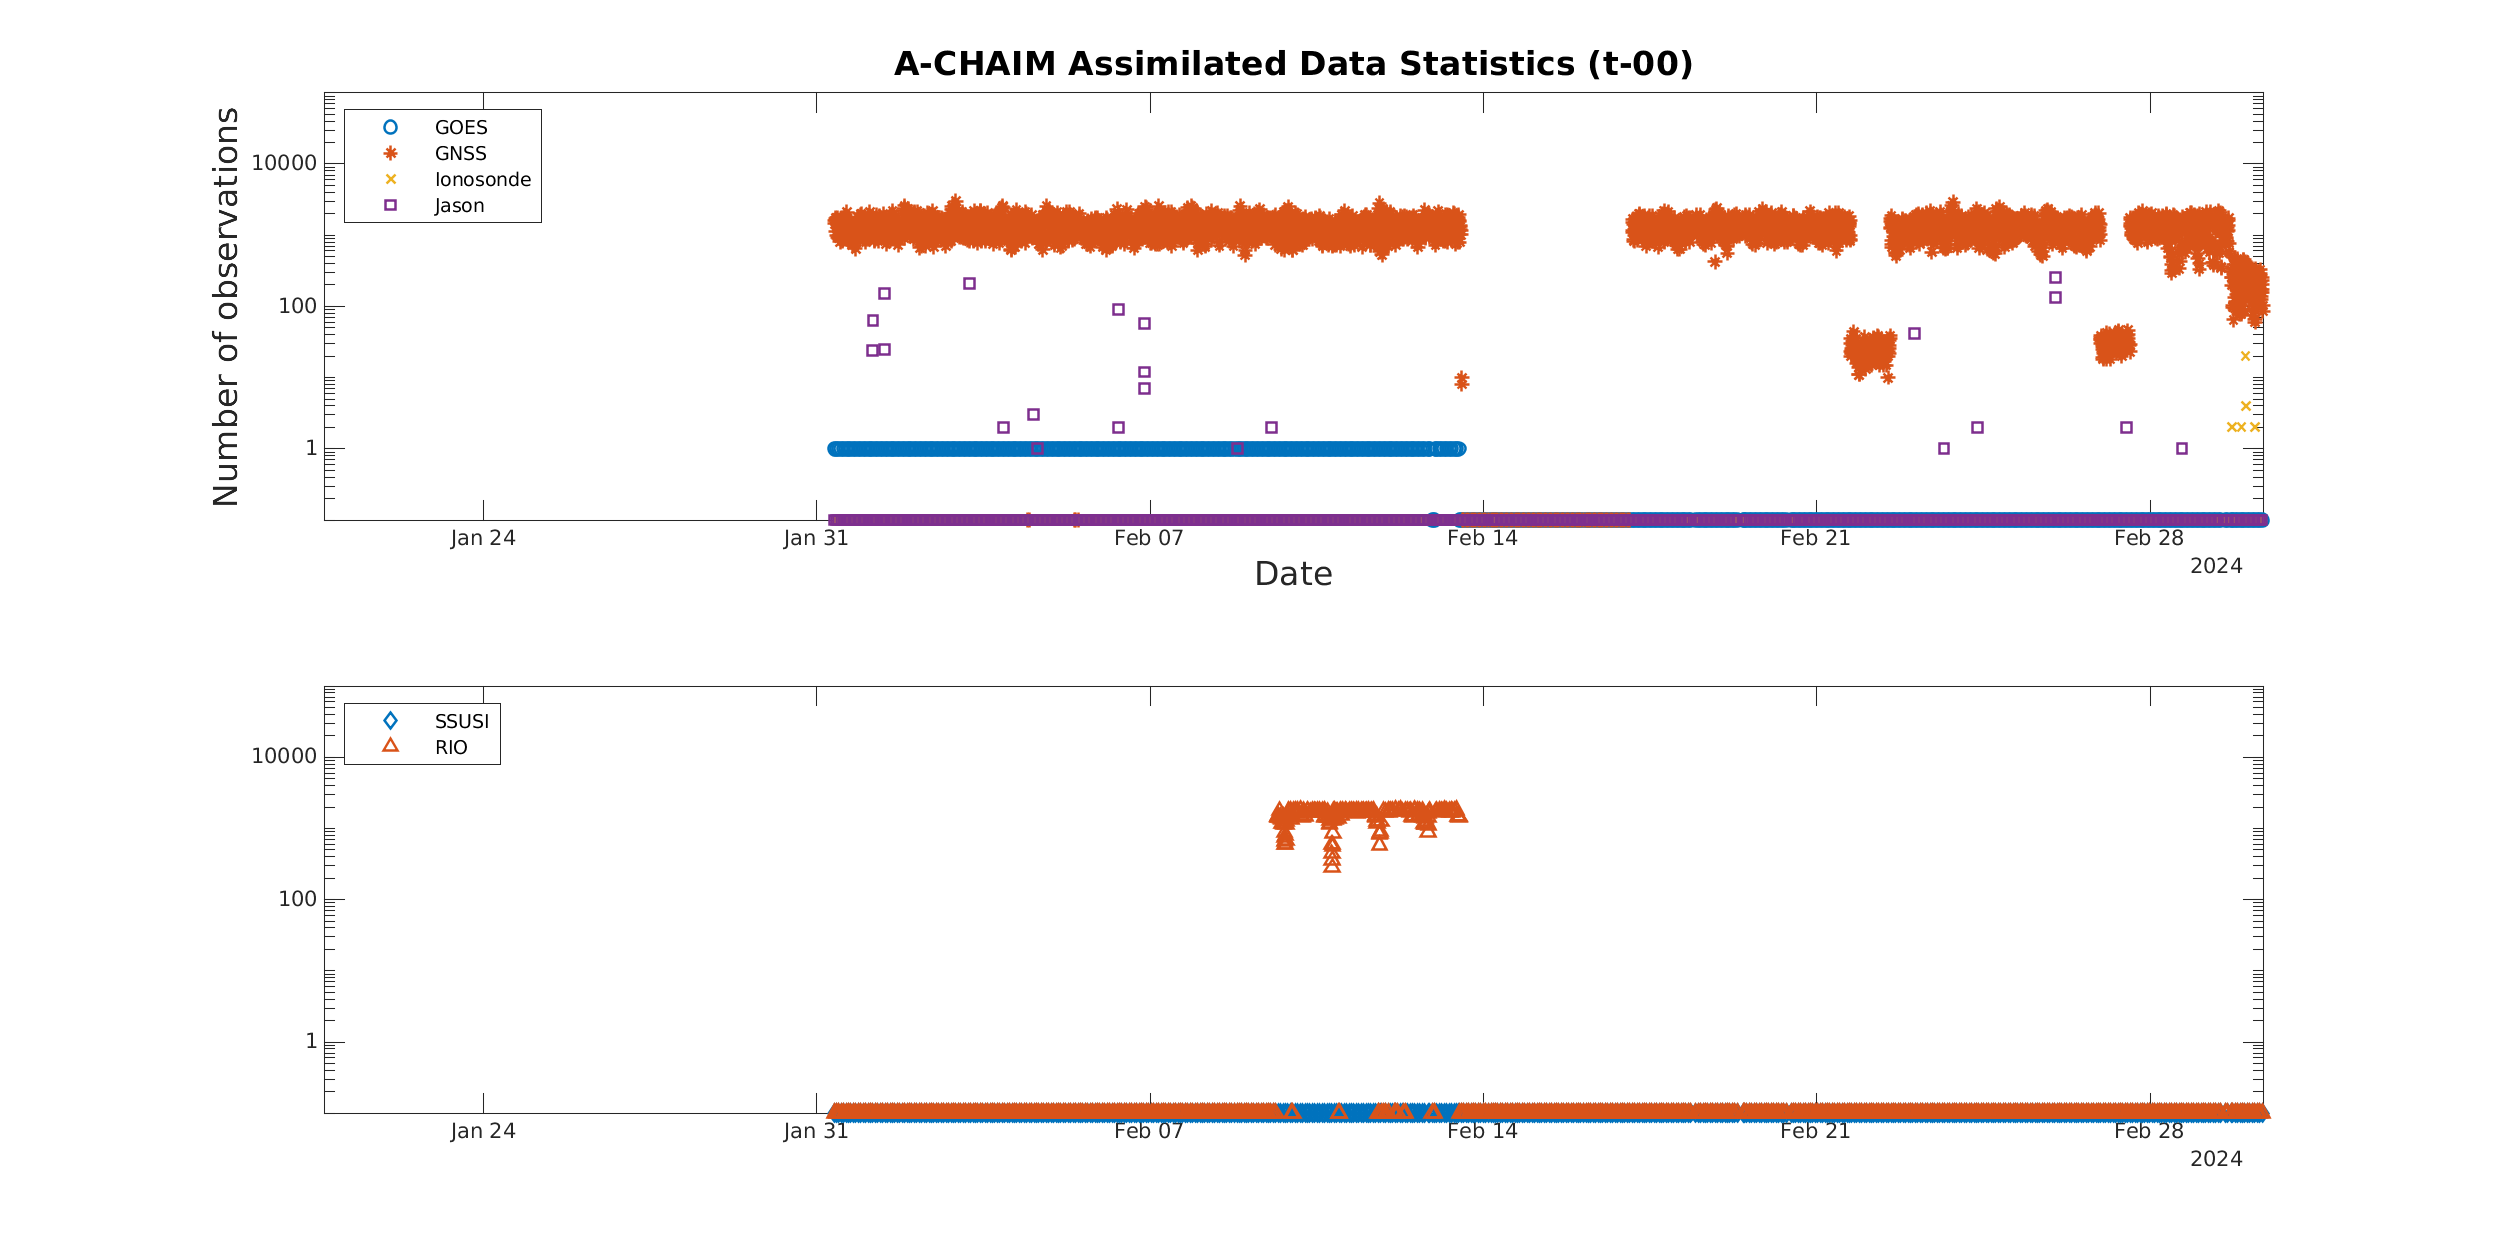 A-CHAIM Assimilated Data Statistics (t-00)
Number of observations
10000
100
1
GOES
GNSS
Ionosonde
Jason
Jan 24 Jan 31 Feb 07 Feb 14 Feb 21 Feb 28
2024
Date
10000
100
1
SSUSI
RIO
Jan 24 Jan 31 Feb 07 Feb 14 Feb 21 Feb 28
2024